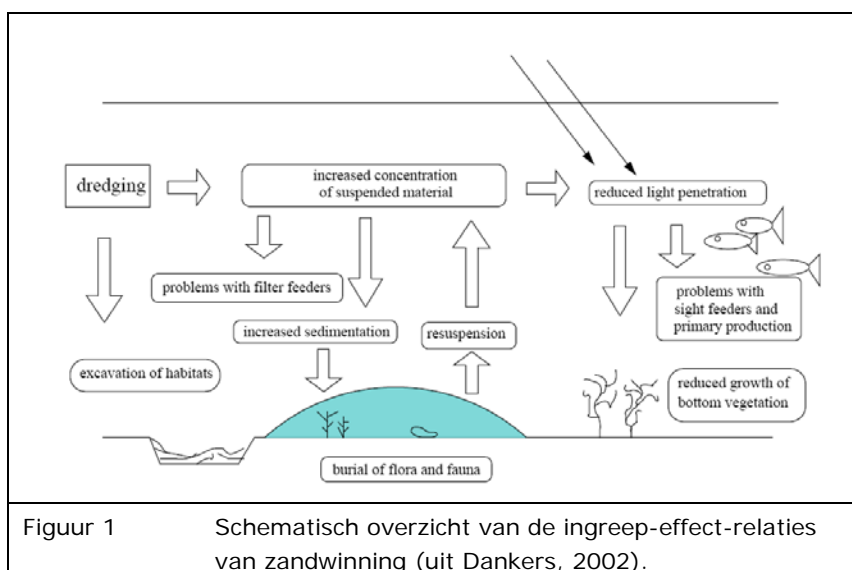 dredging
increased concentration
of suspended material
reduced light penetration
problems with filter feeders
increased sedimentation
resuspension
problems with
sight feeders and
primary production
excavation of habitats
reduced growth of
bottom vegetation
burial of flora and fauna
Figuur 1 Schematisch overzicht van de ingreep-effect-relaties
van zandwinning (uit Dankers, 2002).